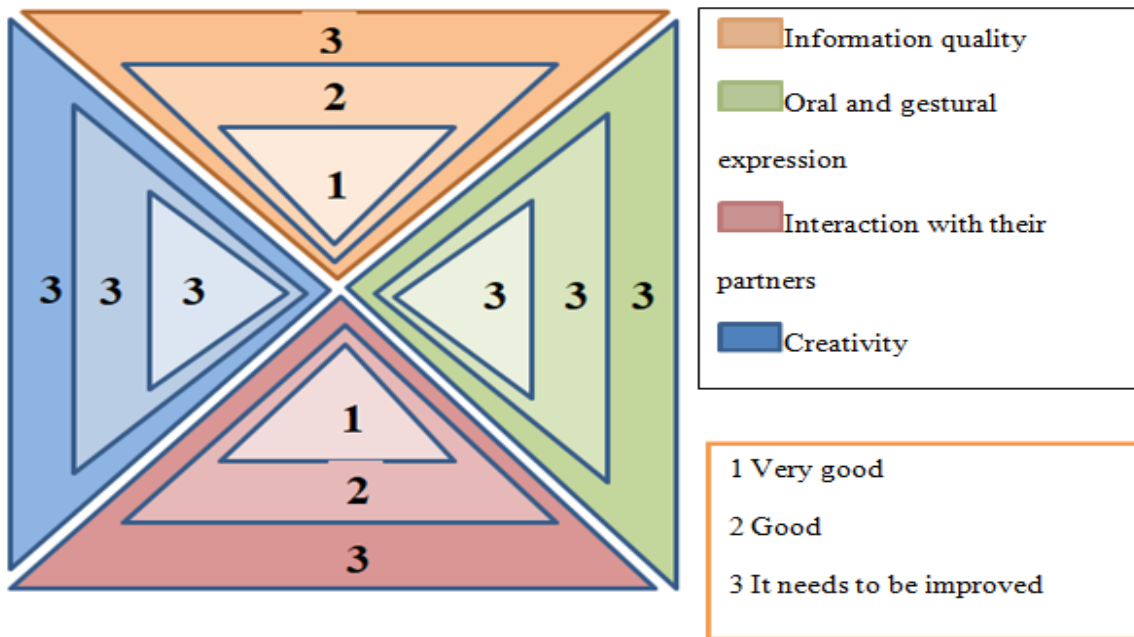 3
2
1
3 3 3
3 3 3
1
2
3
Information quality
Oral and gestural
expression
Interaction with their
partners
Creativity
1 Very good
2 Good
3 It needs to be improved